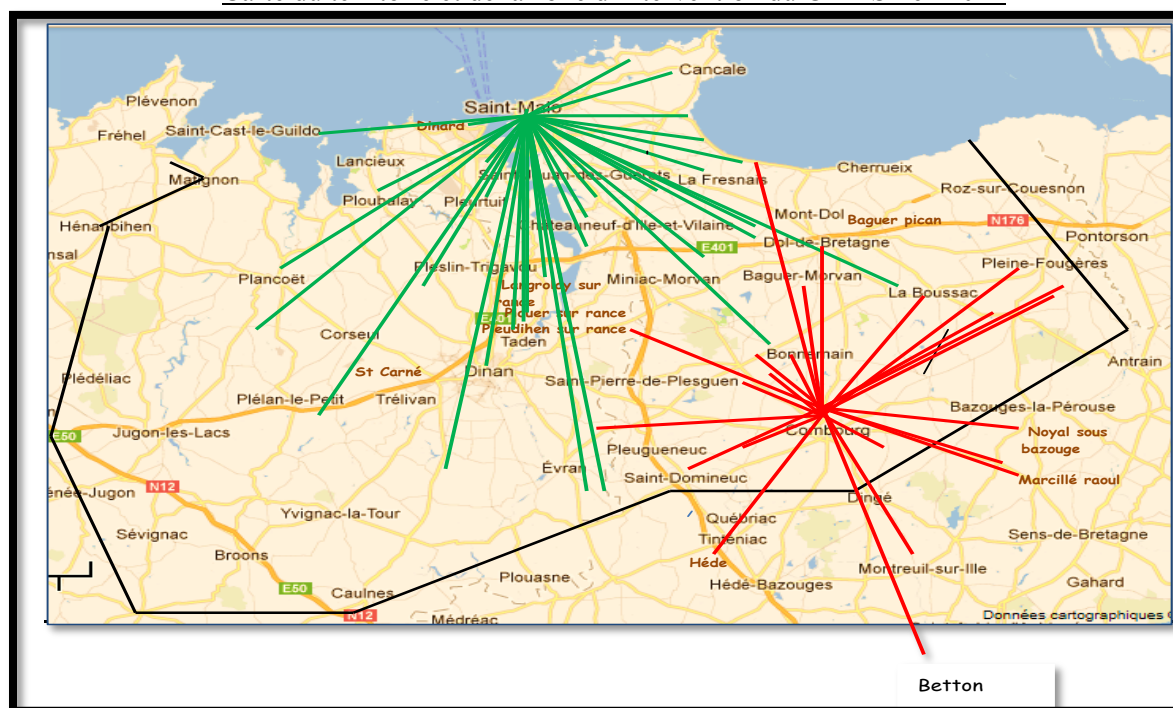 Cancale
Saint-Malo
Plévenon
Dinard
Saint-Cast-le-Guildo
Fréhel
Lancieux
Cherrueix
Matignon
Saint-Jouan-des-Guérets
La Fresnais
Roz-sur-Couesnon
Ploubalay
Pleurtuit
Mont-Dol
Baguer pican
N176
Hénanbihen
Châteauneuf-d'Ille-et-Vilaine
Pontorson
E401
Dol-de-Bretagne
nsal
Pleslin-Trigavou
Pleine-Fougères
Plancoët
Miniac-Morvan
Baguer-Morvan
Langrolay sur
rance
La Boussac
Plouer sur rance
E401
Pleudihen sur rance
Corseul
Taden
Bonnemain
Antrain
St Carné
Dinan
Plédéliac
Saint-Pierre-de-Plesguen
Plélan-le-Petit
Trélivan
Bazouges-la-Pérouse
E50
Jugon-les-Lacs
Combourg
Noyal sous
bazouge
Pleugueneuc
Évran
Saint-Domineuc
Marcillé raoul
N12
énée-Jugon
Dingé
Yvignac-la-Tour
Québriac
Sévignac
Tinténiac
Sens-de-Bretagne
Broons
Héde
Montreuil-sur-Ille
Plouasne
Hédé-Bazouges
Gahard
E50
Caulnes
N12
Médréac
Données cartographiques
Betton